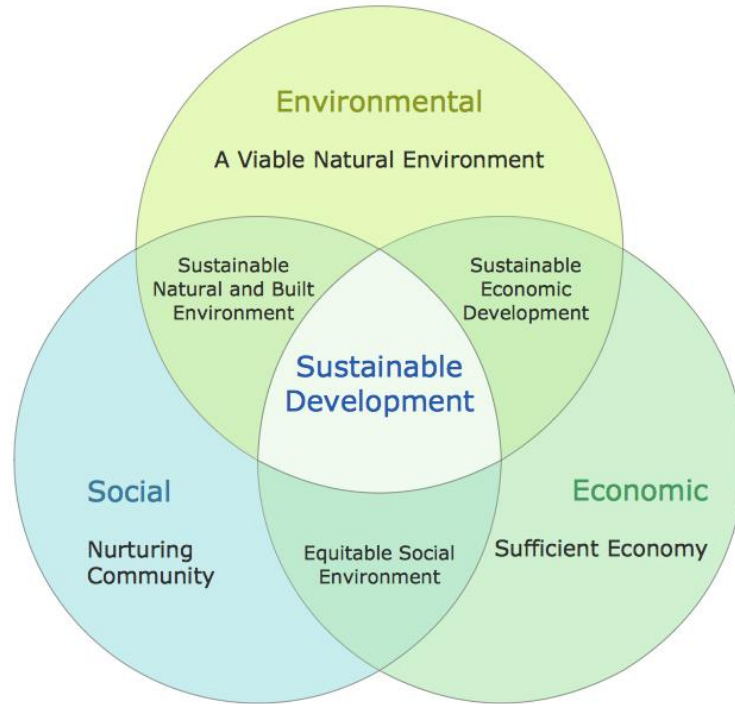 Environmental
A Viable Natural Environment
Sustainable
Natural and Built
Environment
Sustainable
Economic
Development
Sustainable
Development
Social
Nurturing
Community
Equitable Social
Environment
Economic
Sufficient Economy